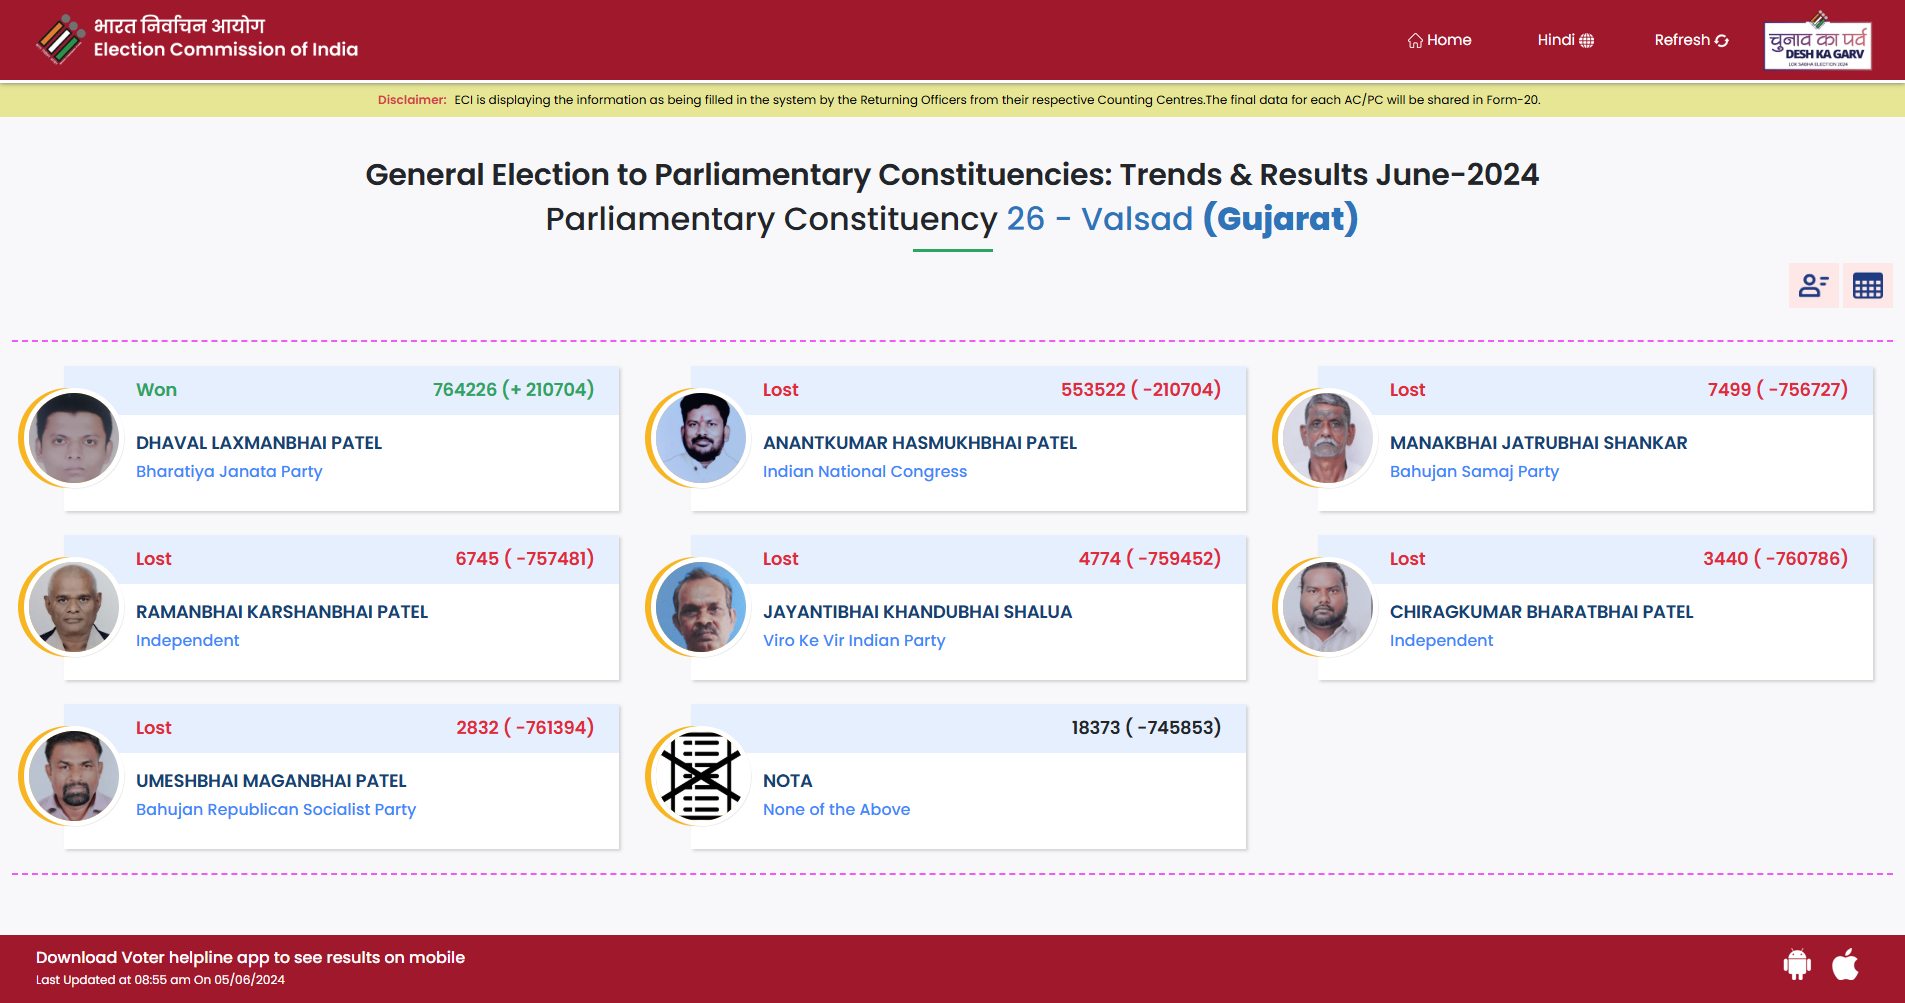 भारत निर्वाचन आयोग
Election Commission of India
Home
Hindi
Refresh
चुनाव का पर्व
DESH KA GARV
LOK SABHA ELECTION 2024
Disclaimer: ECI is displaying the information as being filled in the system by the Returning Officers from their respective Counting Centres.The final data for each AC/PC will be shared in Form-20.
General Election to Parliamentary Constituencies: Trends & Results June-2024
Parliamentary Constituency 26 - Valsad (Gujarat)
Won 764226 (+ 210704)
DHAVAL LAXMANBHAI PATEL
Bharatiya Janata Party
Lost 553522 ( -210704)
ANANTKUMAR HASMUKHBHAI PATEL
Indian National Congress
Lost 7499 ( -756727)
MANAKBHAI JATRUBHAI SHANKAR
Bahujan Samaj Party
Lost 6745 ( -757481)
RAMANBHAI KARSHANBHAI PATEL
Independent
Lost 4774 ( -759452)
JAYANTIBHAI KHANDUBHAI SHALUA
Viro Ke Vir Indian Party
Lost 3440 ( -760786)
CHIRAGKUMAR BHARATBHAI PATEL
Independent
Lost 2832 ( -761394)
UMESHBHAI MAGANBHAI PATEL
Bahujan Republican Socialist Party
18373 ( -745853)
NOTA
None of the Above
Download Voter helpline app to see results on mobile
Last Updated at 08:55 am On 05/06/2024